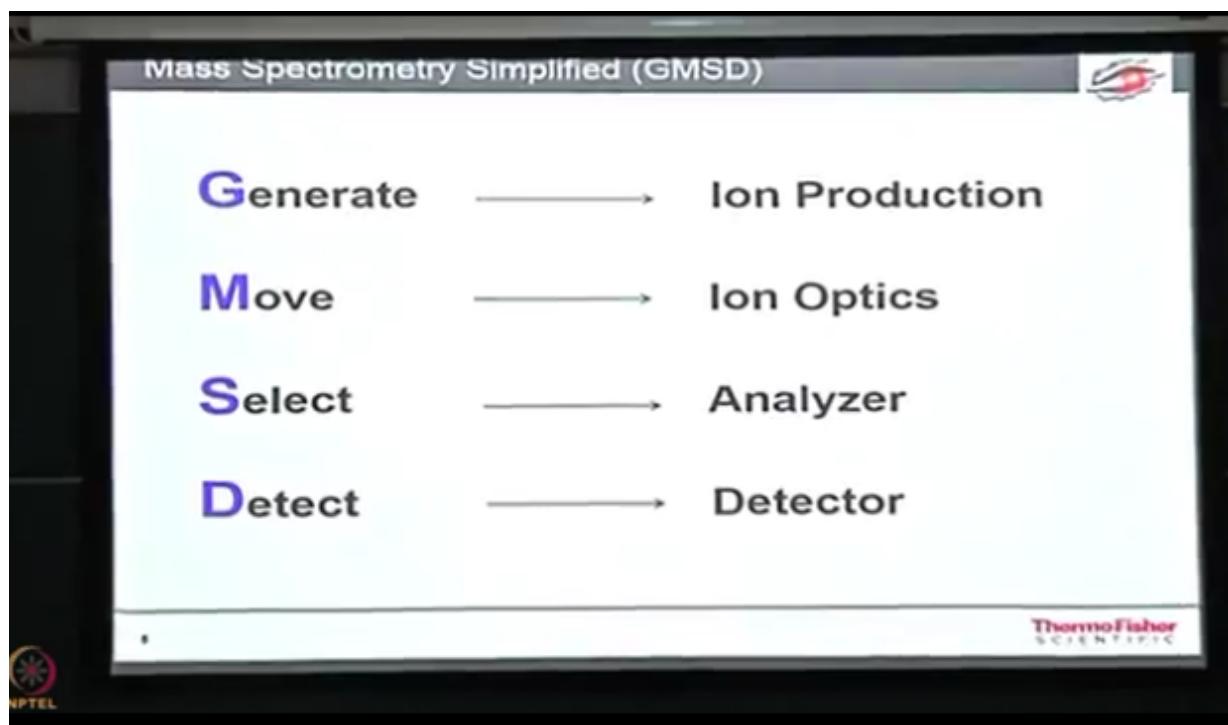 Mass Spectrometry Simplified (GMSD)
Generate → Ion Production
Move → Ion Optics
Select → Analyzer
Detect → Detector
ThermoFisher
SCIENTIFIC
NPTEL